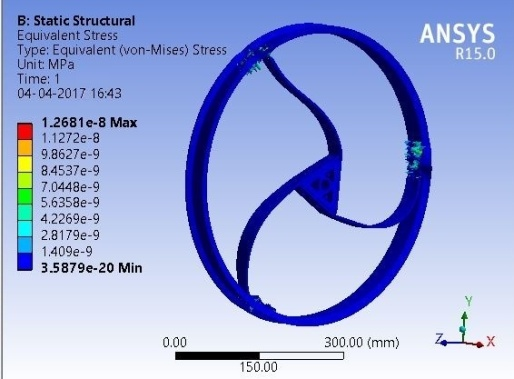 B: Static Structural
Equivalent Stress
Type: Equivalent (von-Mises) Stress
Unit: MPa
Time: 1
04-04-2017 16:43
ANSYS
R15.0
1.2681e-8 Max
1.1272e-8
9.8627e-9
8.4537e-9
7.0448e-9
5.6358e-9
4.2269e-9
2.8179e-9
1.409e-9
3.5879e-20 Min
0.00 300.00 (mm)
150.00
Y
Z X